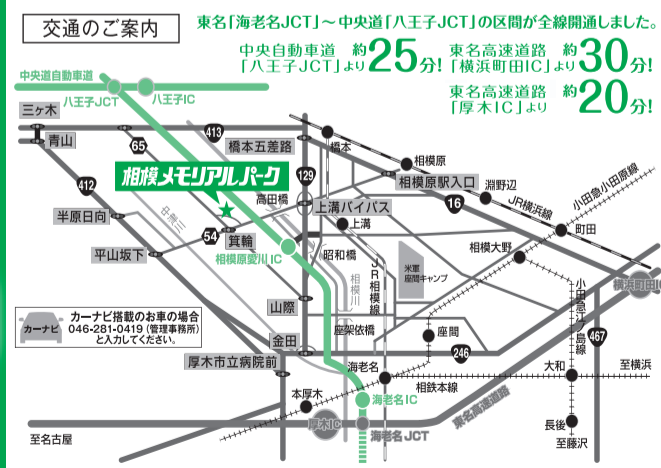 交通のご案内
東名「海老名JCT」～中央道「八王子JCT」の区間が全線開通しました。
中央自動車道「八王子JCT」より 約25分!
東名高速道路「横浜町田IC」より 約30分!
東名高速道路「厚木IC」より 約20分!
中央道自動車道
八王子JCT
八王子IC
三ヶ木
青山
65
413
橋本五差路
橋本
相模原
相模メモリアルパーク
129
相模原駅入口
淵野辺
小田急小田原線
412
高田橋
16
JR横浜線
中津川
上溝バイパス
半原日向
上溝
町田
54
箕輪
平山坂下
相模原愛川IC
昭和橋
相模大野
JR相模線
相模川
米軍
座間キャンプ
横浜町田IC
小田急江ノ島線
山際
カーナビ
カーナビ搭載のお車の場合
046-281-0419（管理事務所）
と入力してください。
座架依橋
座間
467
金田
246
厚木市立病院前
海老名
大和
至横浜
相鉄本線
本厚木
海老名IC
東名高速道路
厚木IC
長後
至名古屋
海老名JCT
至藤沢